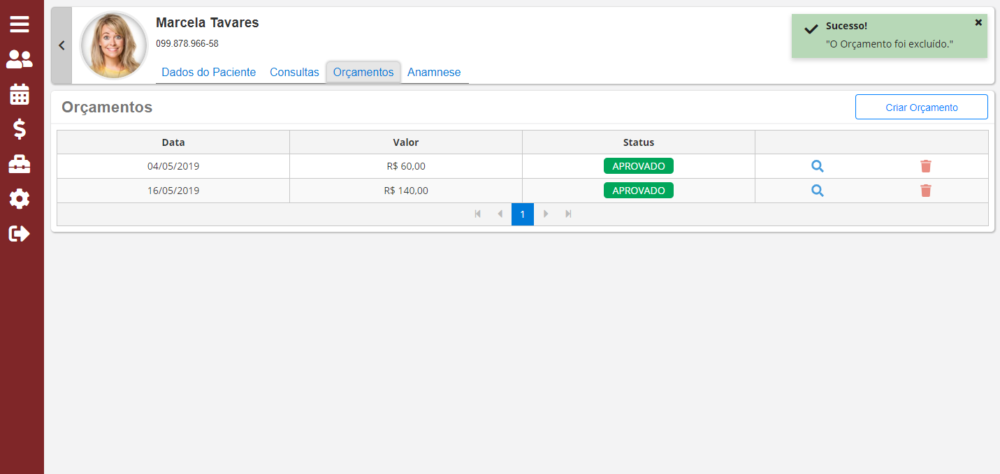 Marcela Tavares
099.878.966-58
Dados do Paciente Consultas Orçamentos Anamnese
Sucesso!
"O Orçamento foi excluído."
Orçamentos
Criar Orçamento
Data Valor Status
04/05/2019 R$ 60,00 APROVADO
16/05/2019 R$ 140,00 APROVADO
1